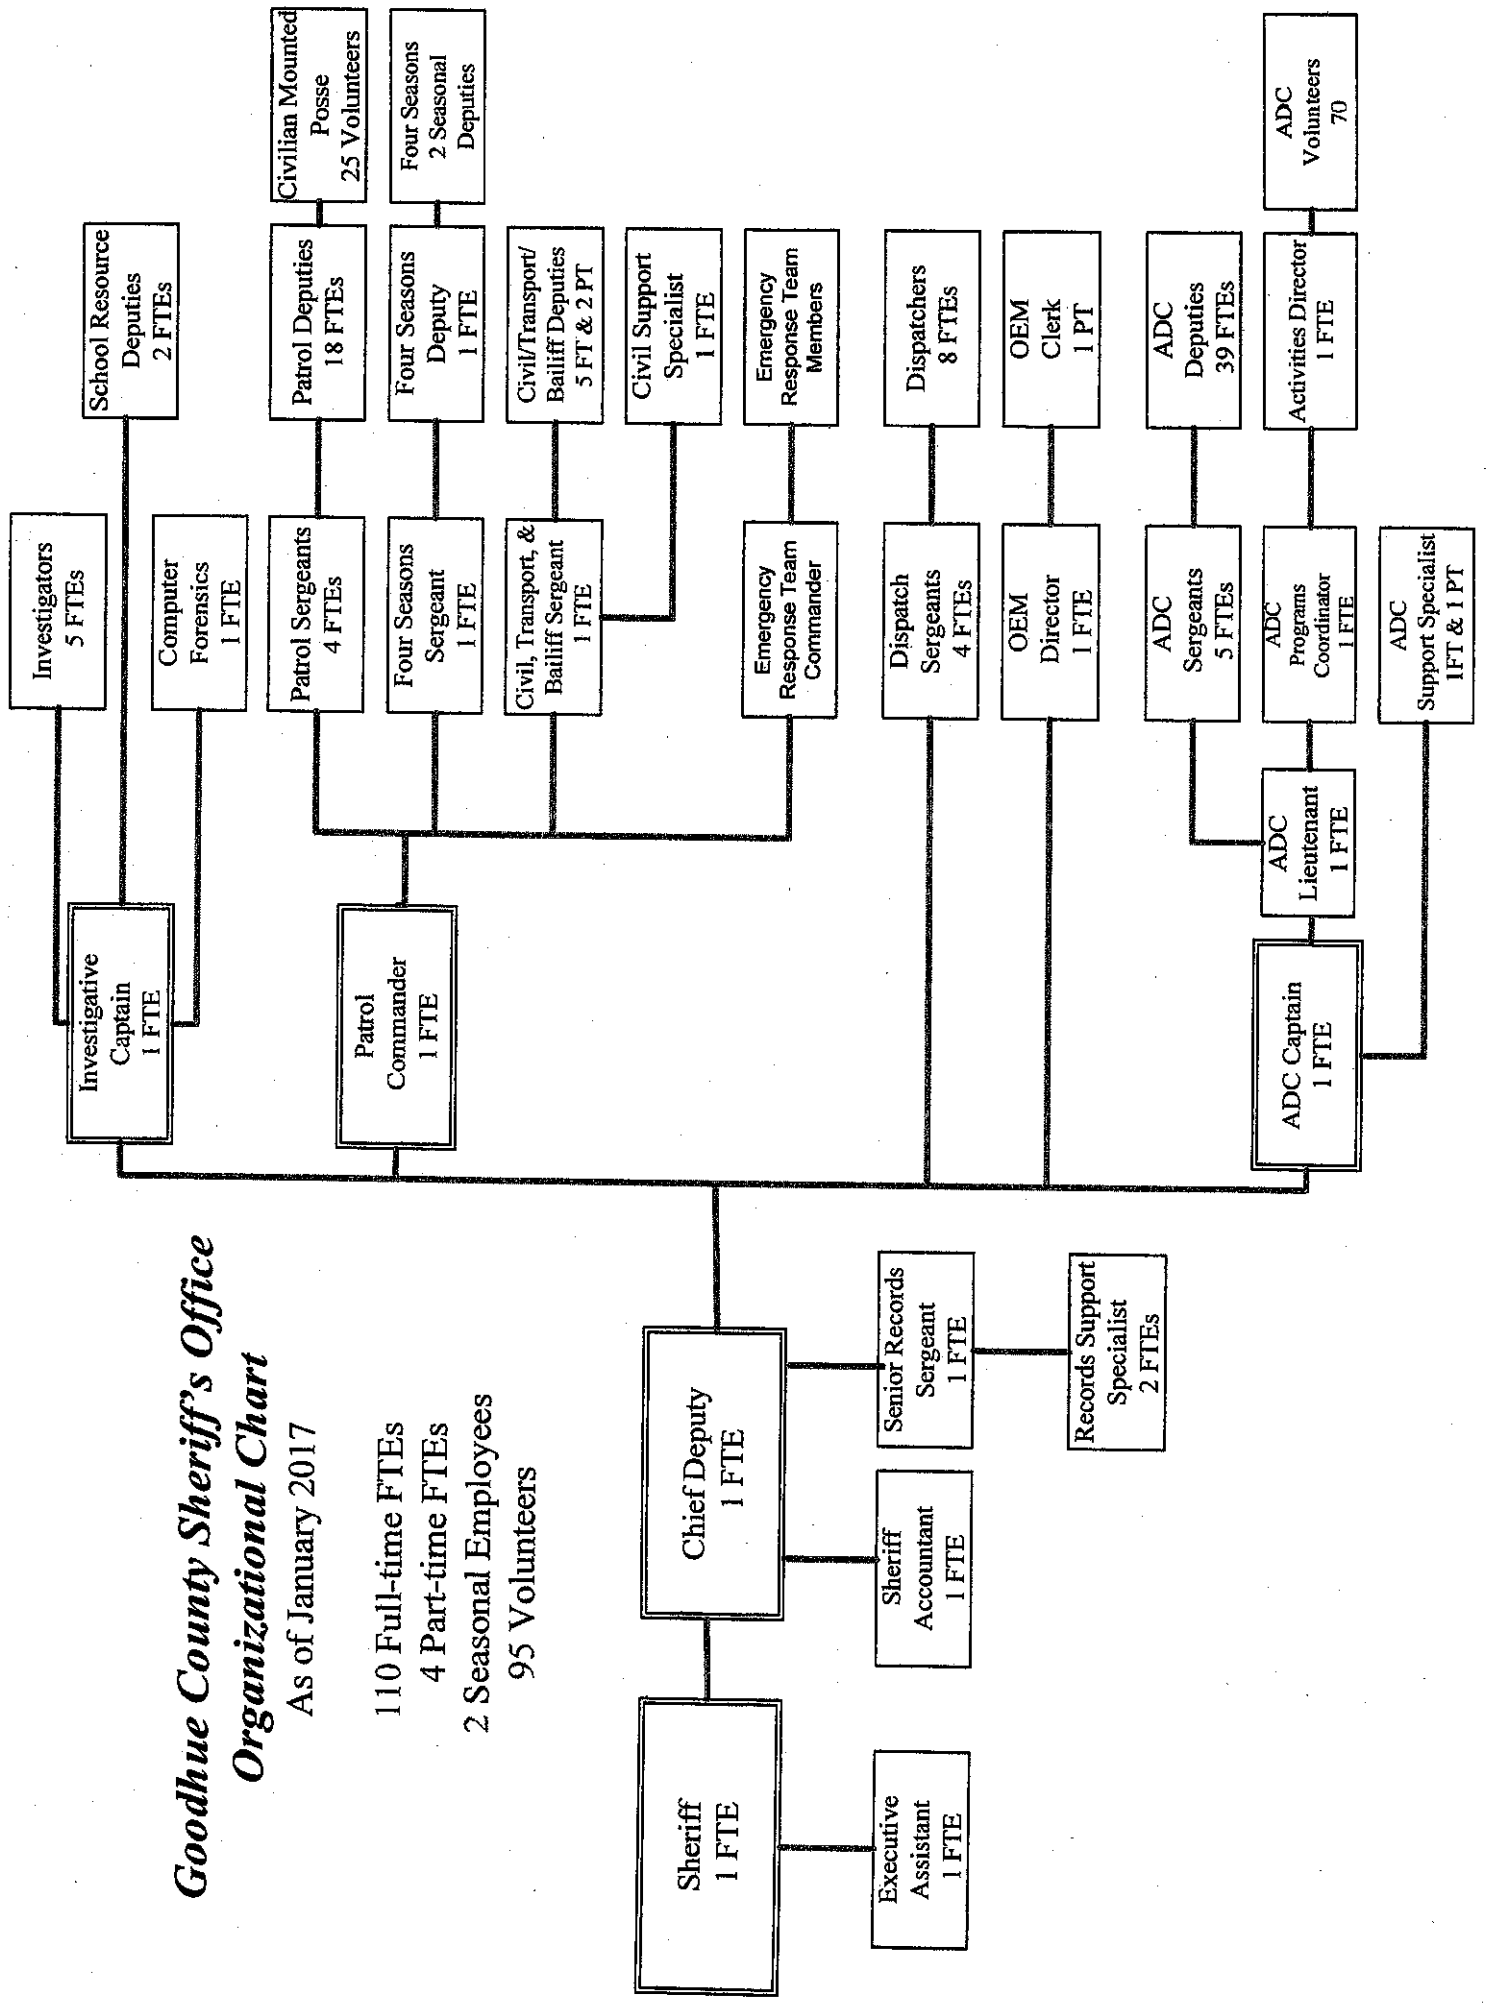 Goodhue County Sheriff's Office
Organizational Chart
As of January 2017
110 Full-time FTEs
4 Part-time FTEs
2 Seasonal Employees
95 Volunteers
Sheriff
1 FTE
Executive
Assistant
1 FTE
Chief Deputy
1 FTE
Sheriff
Accountant
1 FTE
Senior Records
Sergeant
1 FTE
Records Support
Specialist
2 FTEs
Investigative
Captain
1 FTE
Investigators
5 FTEs
School Resource
Deputies
2 FTEs
Computer
Forensics
1 FTE
Patrol
Commander
1 FTE
Patrol Sergeants
4 FTEs
Patrol Deputies
18 FTEs
Civilian Mounted
Posse
25 Volunteers
Four Seasons
Sergeant
1 FTE
Four Seasons
Deputy
1 FTE
Four Seasons
2 Seasonal
Deputies
Civil, Transport, &
Bailiff Sergeant
1 FTE
Civil/Transport/
Bailiff Deputies
5 FT & 2 PT
Civil Support
Specialist
1 FTE
Emergency
Response Team
Commander
Emergency
Response Team
Members
Dispatch
Sergeants
4 FTEs
Dispatchers
8 FTEs
OEM
Director
1 FTE
OEM
Clerk
1 PT
ADC Captain
1 FTE
ADC
Lieutenant
1 FTE
ADC
Sergeants
5 FTEs
ADC
Deputies
39 FTEs
ADC
Programs
Coordinator
1 FTE
Activities Director
1 FTE
ADC
Volunteers
70
ADC
Support Specialist
1FT & 1 PT